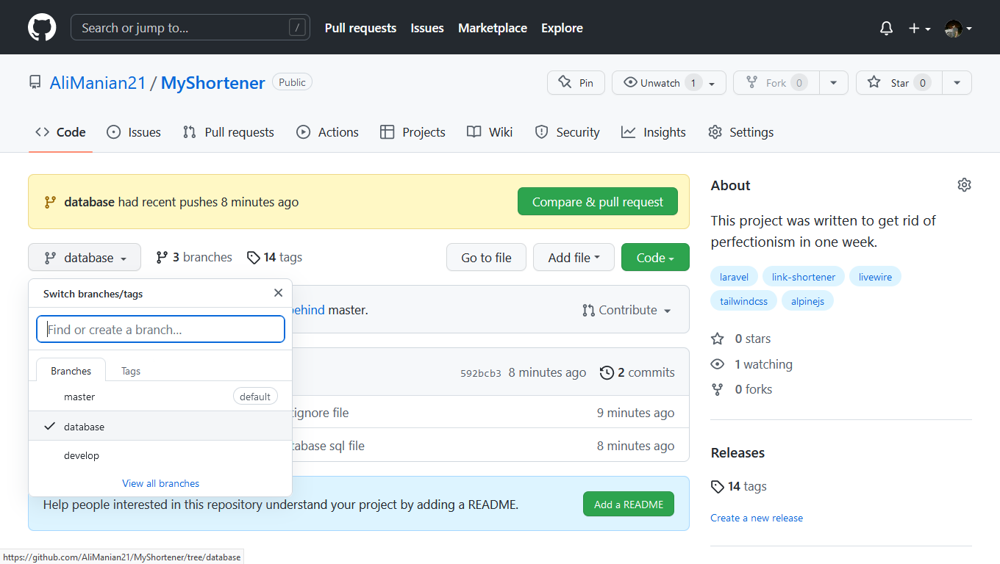 Search or jump to... /
Pull requests Issues Marketplace Explore
AliManian21 / MyShortener Public
Pin Unwatch 1 Fork 0 Star 0
Code Issues Pull requests Actions Projects Wiki Security Insights Settings
database had recent pushes 8 minutes ago Compare & pull request
database 3 branches 14 tags Go to file Add file Code
Switch branches/tags
behind master. Contribute
Find or create a branch...
Branches Tags
592bcb3 8 minutes ago 2 commits
master default
tignore file 9 minutes ago
database
tabase sql file 8 minutes ago
develop
View all branches
Help people interested in this repository understand your project by adding a README. Add a README
About
This project was written to get rid of
perfectionism in one week.
laravel link-shortener livewire
tailwindcss alpinejs
0 stars
1 watching
0 forks
Releases
14 tags
Create a new release
https://github.com/AliManian21/MyShortener/tree/database